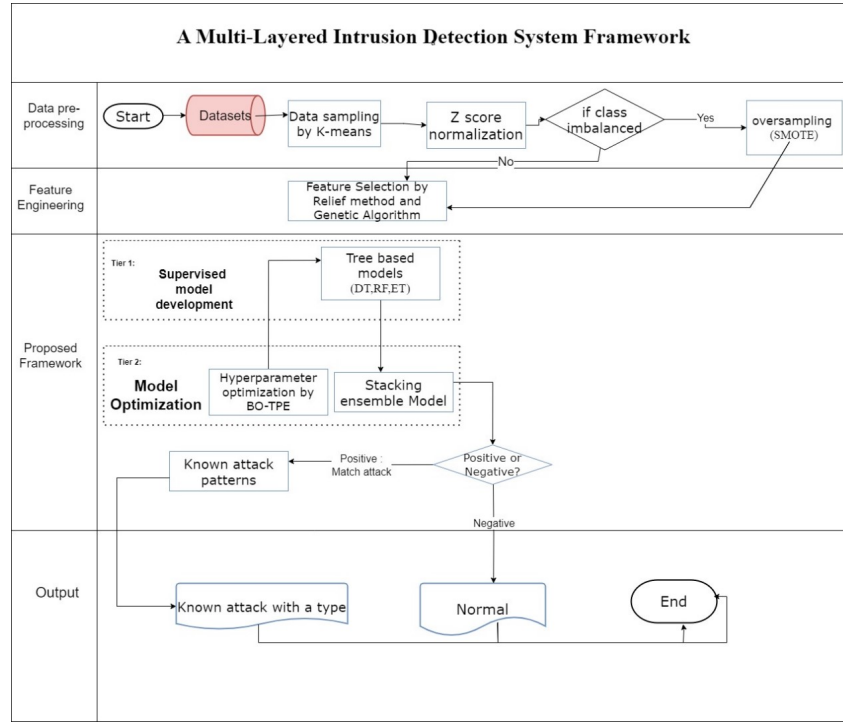 A Multi-Layered Intrusion Detection System Framework
Data pre-
processing
Start
Datasets
Data sampling
by K-means
Z score
normalization
if class
imbalanced
Yes
oversampling
(SMOTE)
No
Feature
Engineering
Feature Selection by
Relief method and
Genetic Algorithm
Proposed
Framework
Tier 1:
Supervised
model
development
Tree based
models
(DT,RF,ET)
Tier 2:
Model
Optimization
Hyperparameter
optimization by
BO-TPE
Stacking
ensemble Model
Positive or
Negative?
Positive :
Match attack
Known attack
patterns
Negative
Output
Known attack with a type
Normal
End